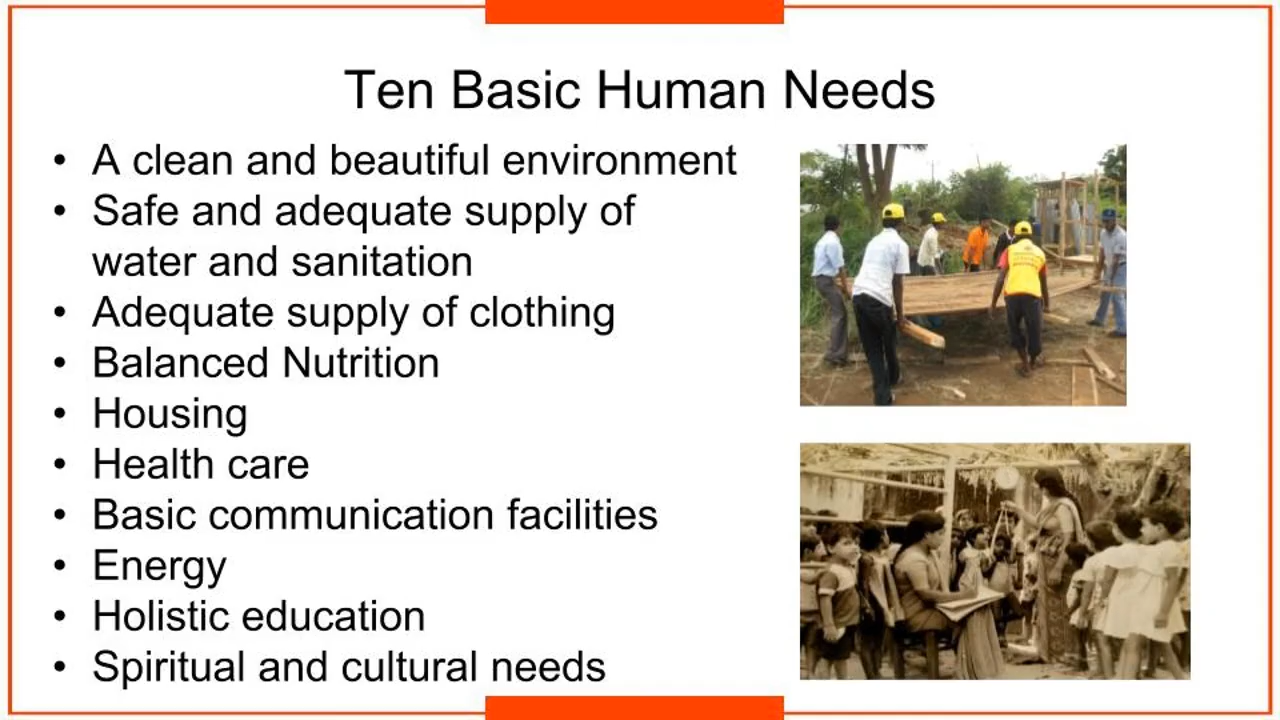 Ten Basic Human Needs
• A clean and beautiful environment
• Safe and adequate supply of
water and sanitation
• Adequate supply of clothing
• Balanced Nutrition
• Housing
• Health care
• Basic communication facilities
• Energy
• Holistic education
• Spiritual and cultural needs